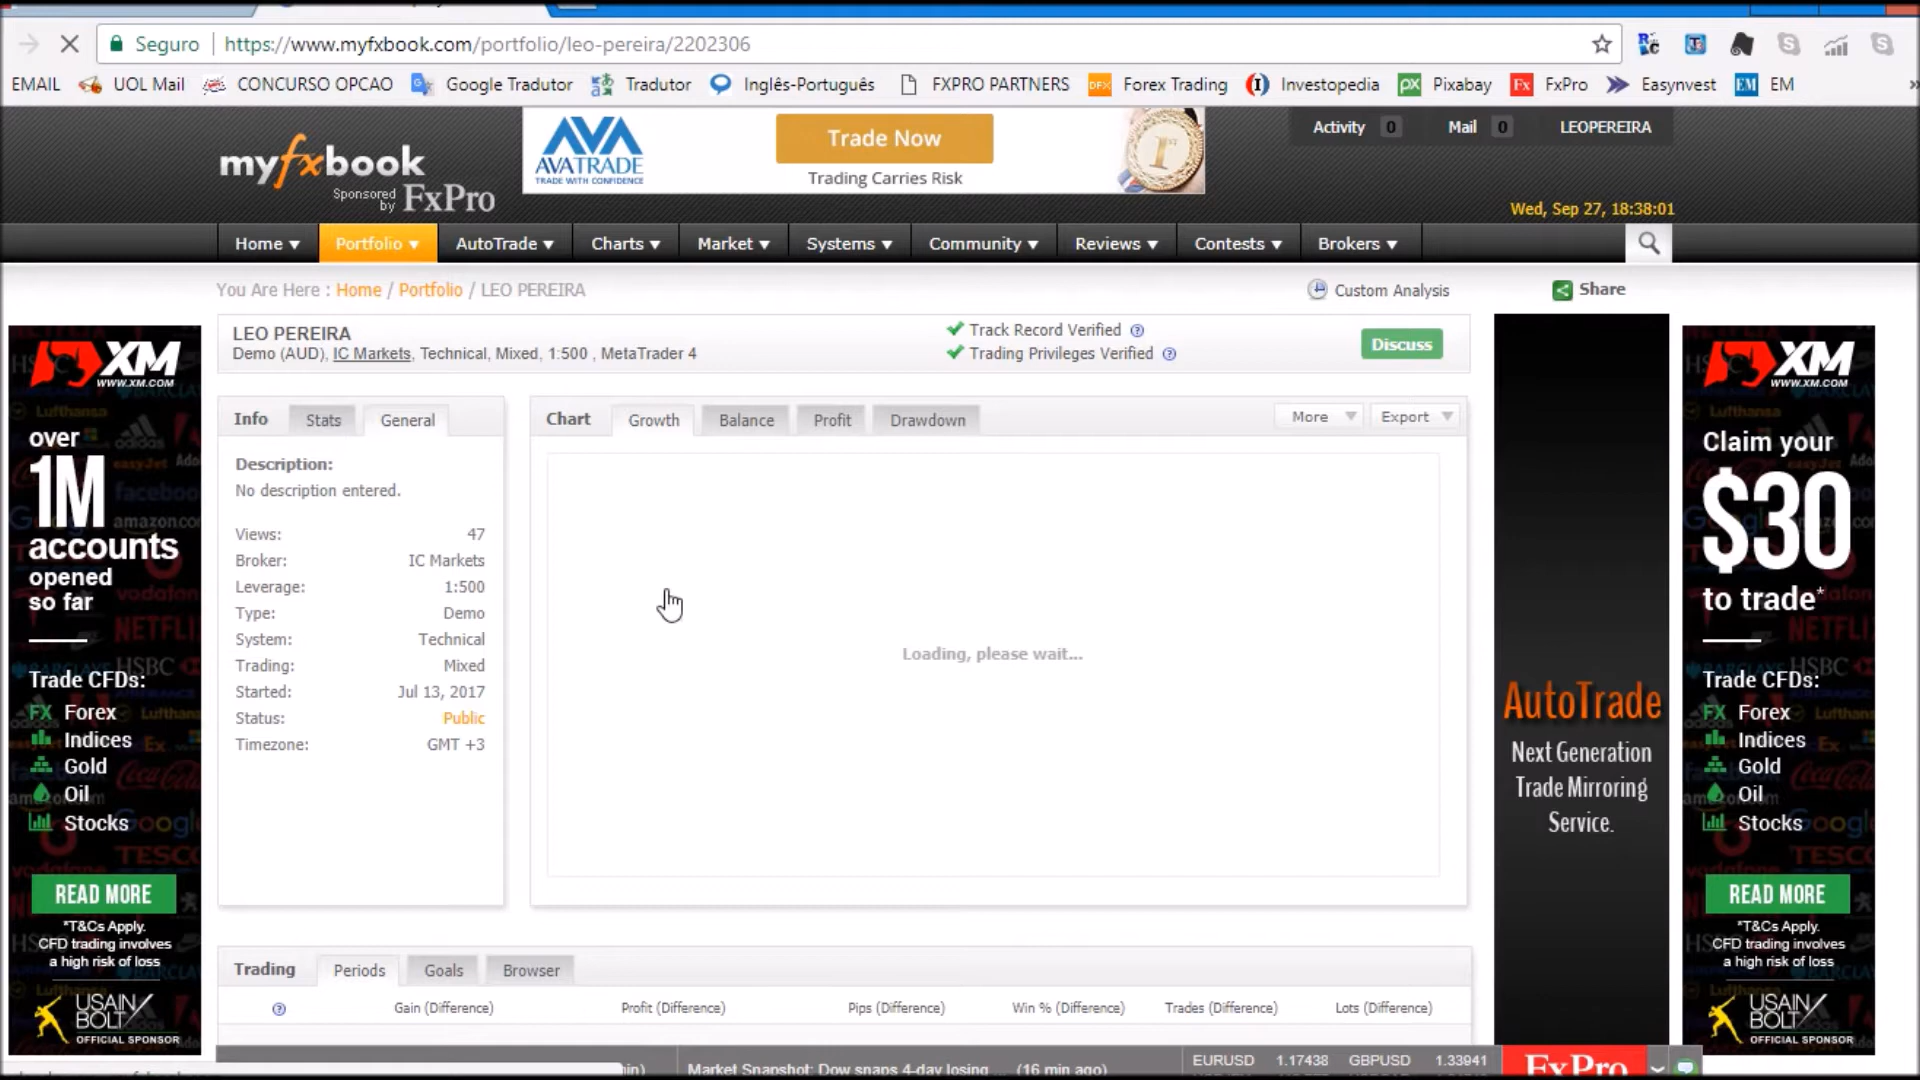 Seguro
https://www.myfxbook.com/portfolio/leo-pereira/2202306
EMAIL UOL Mail CONCURSO OPCAO Google Tradutor Tradutor Inglês-Português FXPRO PARTNERS Forex Trading Investopedia Pixabay FxPro Easynvest EM
myfxbook
Sponsored by FxPro
AVATRADE
TRADE WITH CONFIDENCE
Trade Now
Trading Carries Risk
Activity 0 Mail 0 LEOPEREIRA
Wed, Sep 27, 18:38:01
Home Portfolio AutoTrade Charts Market Systems Community Reviews Contests Brokers
You Are Here : Home / Portfolio / LEO PEREIRA
Custom Analysis
Share
LEO PEREIRA
Demo (AUD), IC Markets, Technical, Mixed, 1:500 , MetaTrader 4
Track Record Verified
Trading Privileges Verified
Discuss
Info Stats General
Description:
No description entered.
Views: 47
Broker: IC Markets
Leverage: 1:500
Type: Demo
System: Technical
Trading: Mixed
Started: Jul 13, 2017
Status: Public
Timezone: GMT +3
Chart Growth Balance Profit Drawdown
More Export
Loading, please wait...
Trading Periods Goals Browser
Gain (Difference) Profit (Difference) Pips (Difference) Win % (Difference) Trades (Difference) Lots (Difference)
Market Snapshot: Dow snaps 4-day losing ... (16 min ago)
EURUSD 1.17438 GBPUSD 1.33941
FxPro
XM
WWW.XM.COM
over
1M
accounts
opened
so far
Trade CFDs:
FX Forex
Indices
Gold
Oil
Stocks
READ MORE
*T&Cs Apply.
CFD trading involves
a high risk of loss
USAIN
BOLT
OFFICIAL SPONSOR
AutoTrade
Next Generation
Trade Mirroring
Service.
XM
WWW.XM.COM
Claim your
$30
to trade*
Trade CFDs:
FX Forex
Indices
Gold
Oil
Stocks
READ MORE
*T&Cs Apply.
CFD trading involves
a high risk of loss
USAIN
BOLT
OFFICIAL SPONSOR